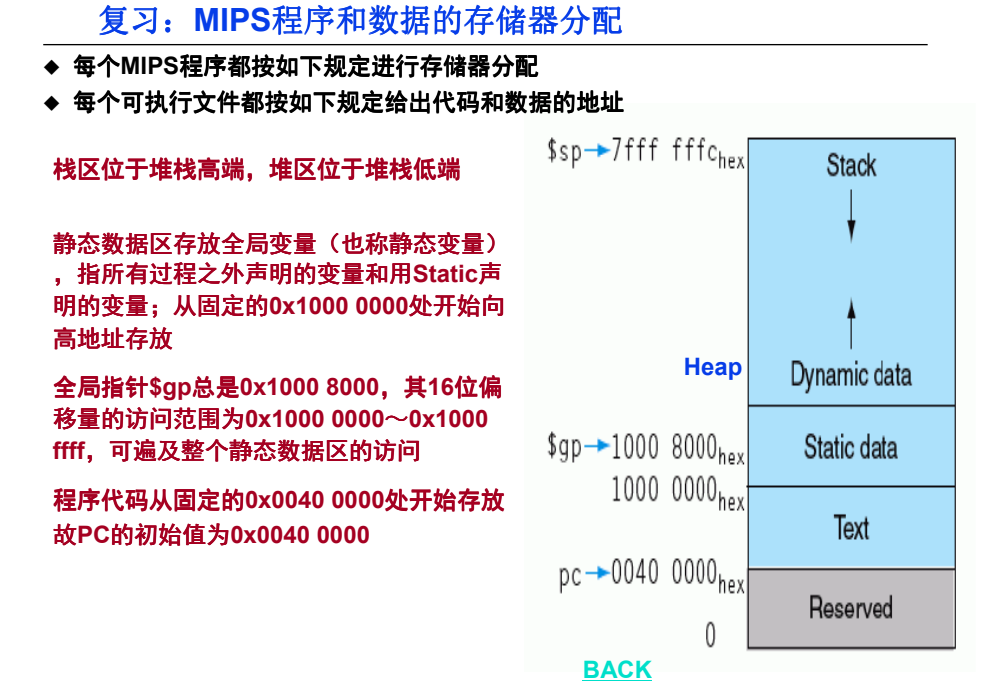 复习：MIPS程序和数据的存储器分配
◆ 每个MIPS程序都按如下规定进行存储器分配
◆ 每个可执行文件都按如下规定给出代码和数据的地址
栈区位于堆栈高端，堆区位于堆栈低端
静态数据区存放全局变量（也称静态变量）
，指所有过程之外声明的变量和用Static声
明的变量；从固定的0x1000 0000处开始向
高地址存放
全局指针$gp总是0x1000 8000，其16位偏
移量的访问范围为0x1000 0000～0x1000
ffff，可遍及整个静态数据区的访问
程序代码从固定的0x0040 0000处开始存放
故PC的初始值为0x0040 0000
$sp→7fff fffchex
Stack
Heap
Dynamic data
$gp→1000 8000hex
Static data
1000 0000hex
Text
pc→0040 0000hex
Reserved
0
BACK